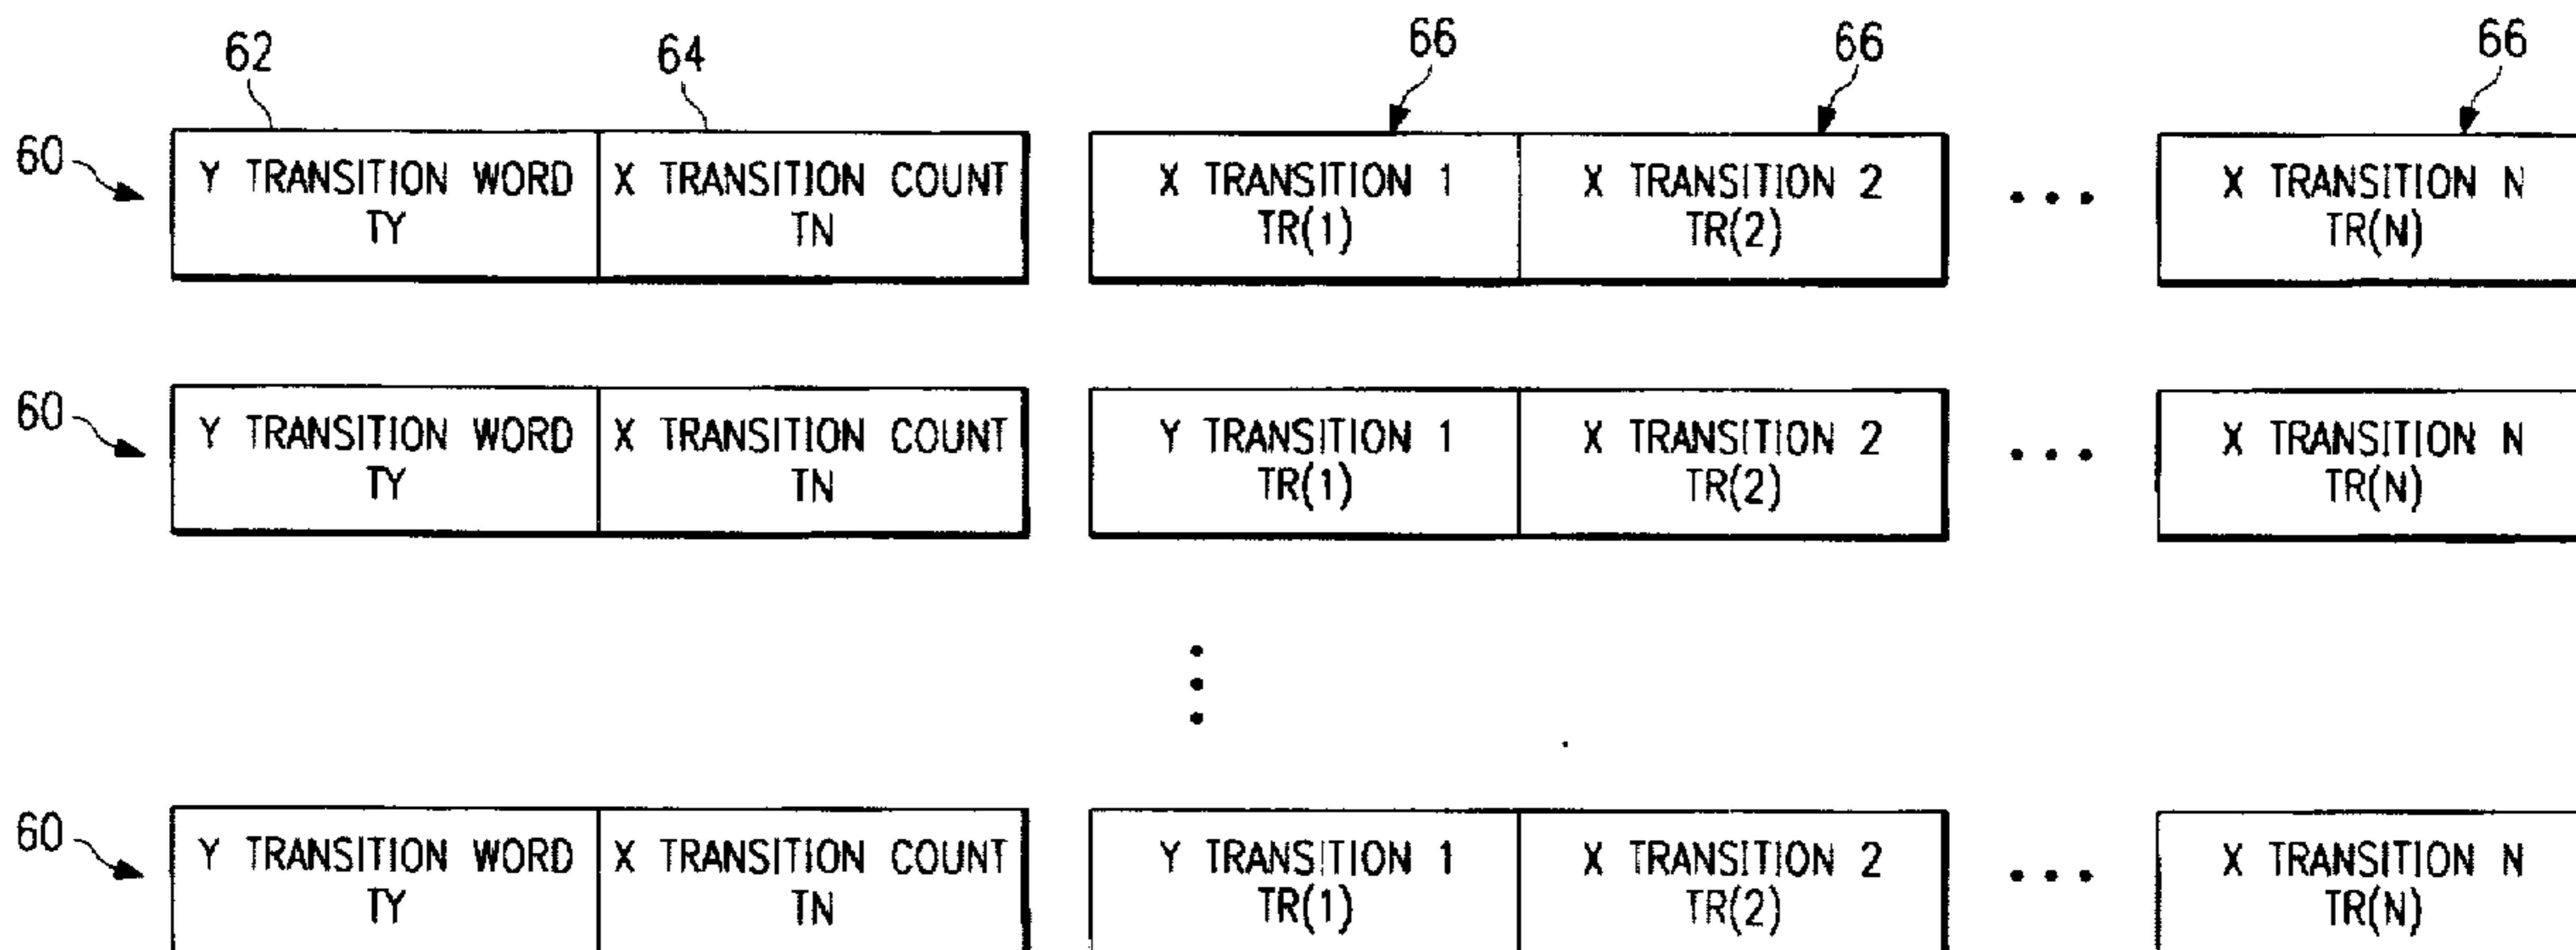 62 64 66 66 66
60 Y TRANSITION WORD X TRANSITION COUNT X TRANSITION 1 X TRANSITION 2 X TRANSITION N
TY TN TR(1) TR(2) • • • TR(N)
60 Y TRANSITION WORD X TRANSITION COUNT Y TRANSITION 1 X TRANSITION 2 X TRANSITION N
TY TN TR(1) TR(2) • • • TR(N)
60 Y TRANSITION WORD X TRANSITION COUNT Y TRANSITION 1 X TRANSITION 2 X TRANSITION N
TY TN TR(1) TR(2) • • • TR(N)